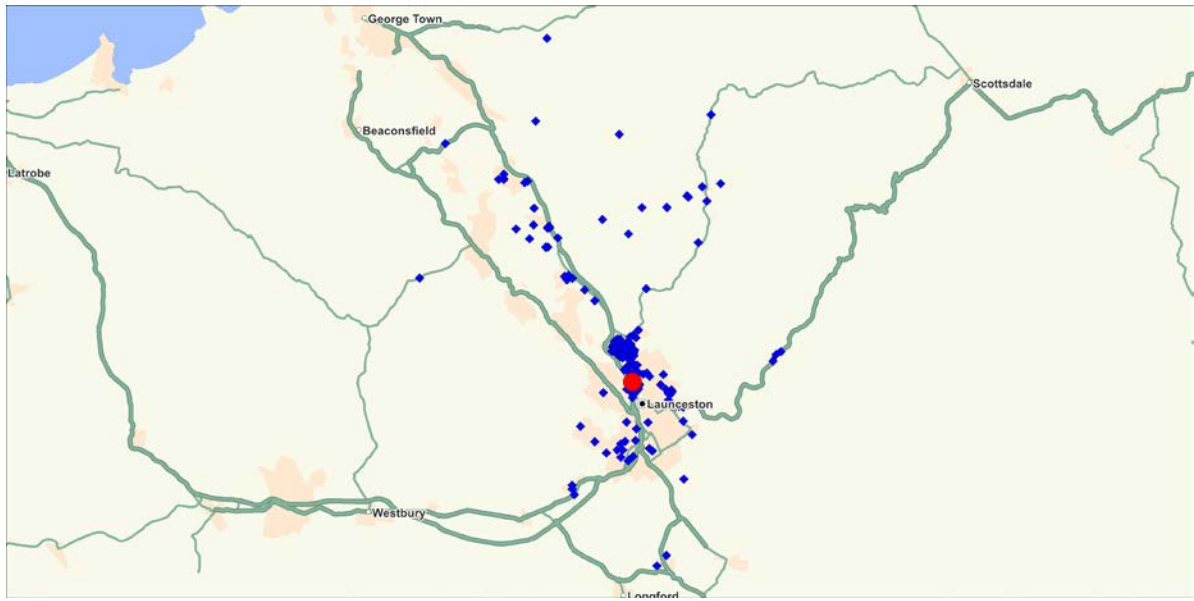 George Town
Scottsdale
Beaconsfield
Latrobe
Launceston
Westbury
Longford